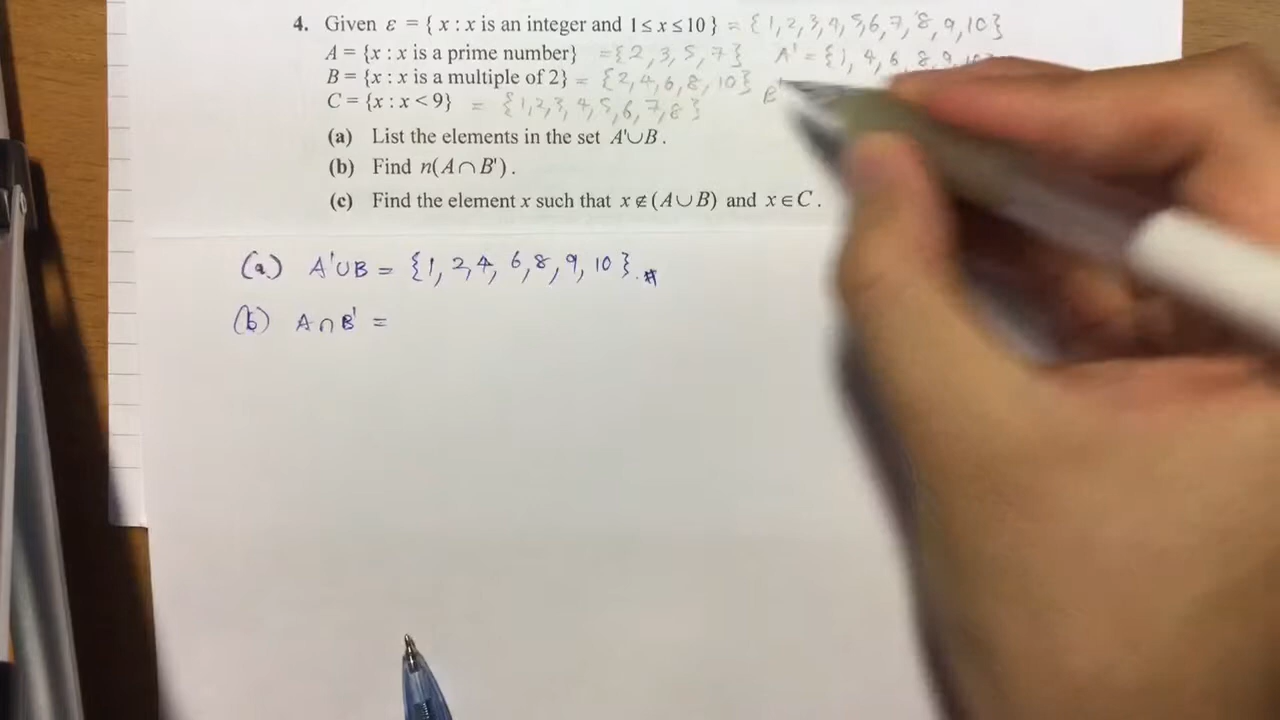 4. Given ε = { x : x is an integer and 1 ≤ x ≤ 10 } = {1,2,3,4,5,6,7,8,9,10}
A = {x : x is a prime number} = {2,3,5,7} A' = {1, 4, 6, 8, 9, 10}
B = {x : x is a multiple of 2} = {2,4,6,8,10} B'
C = {x : x < 9} = {1,2,3,4,5,6,7,8}
(a) List the elements in the set A'∪B.
(b) Find n(A∩B').
(c) Find the element x such that x∉(A∪B) and x∈C.
(a) A'∪B = {1, 2,4, 6,8, 9, 10}. #
(b) A∩B' =